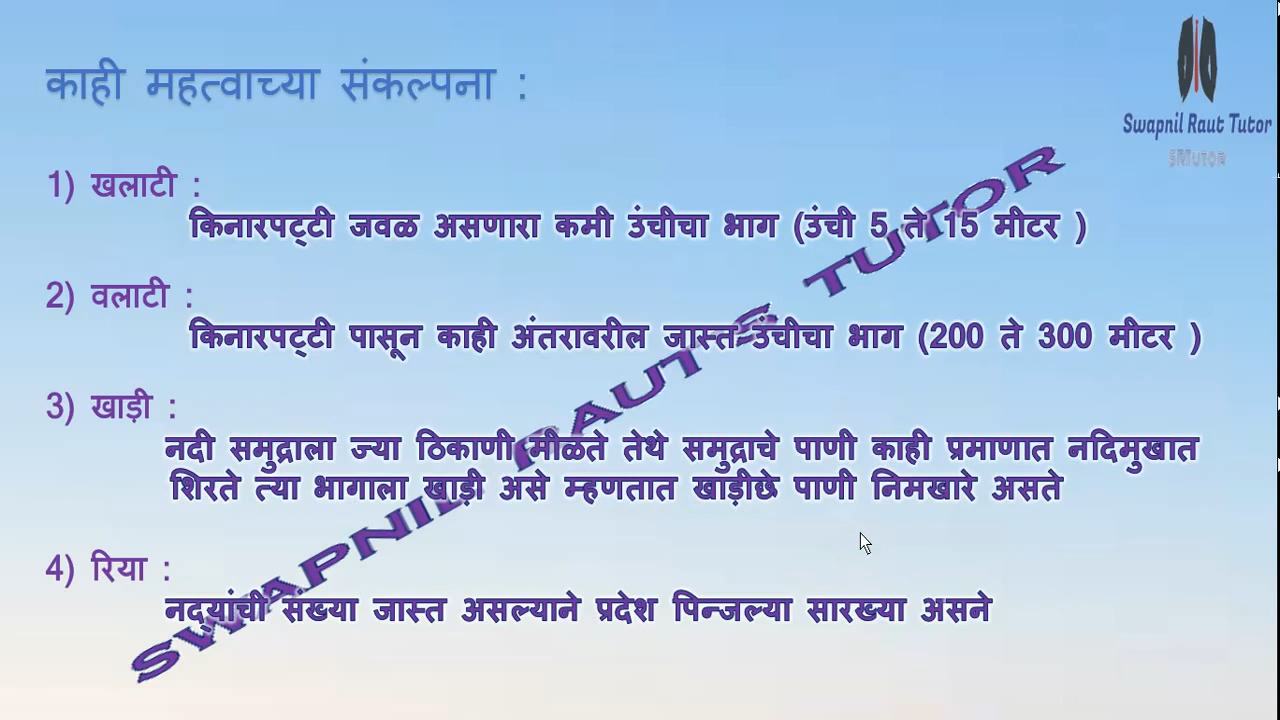 काही महत्वाच्या संकल्पना :
Swapnil Raut Tutor
SRTUTOR
1) खलाटी :
किनारपट्टी जवळ असणारा कमी उंचीचा भाग (उंची 5 ते 15 मीटर )
2) वलाटी :
किनारपट्टी पासून काही अंतरावरील जास्त उंचीचा भाग (200 ते 300 मीटर )
3) खाड़ी :
नदी समुद्राला ज्या ठिकाणी मीळते तेथे समुद्राचे पाणी काही प्रमाणात नदिमुखात
शिरते त्या भागाला खाड़ी असे म्हणतात खाड़ीछे पाणी निमखारे असते
4) रिया :
नद्यांची संख्या जास्त असल्याने प्रदेश पिन्जल्या सारख्या असने
SWAPNIL RAUT'S TUTOR